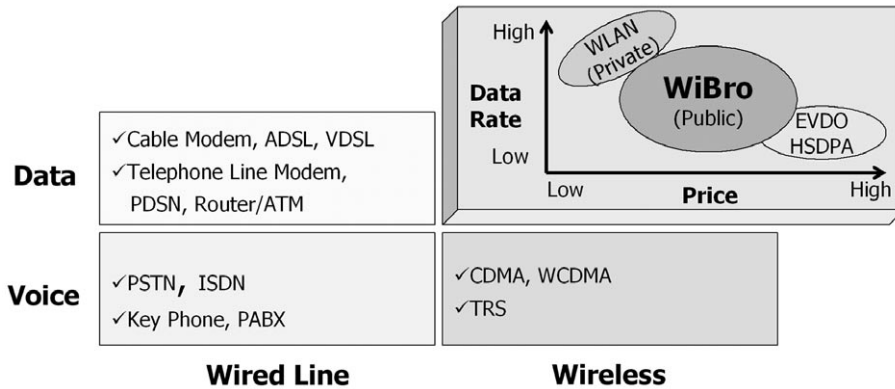 High
WLAN
(Private)
Data
Rate
WiBro
(Public)
EVDO
HSDPA
Low
Low
Price
High
Data
✓Cable Modem, ADSL, VDSL
✓Telephone Line Modem,
PDSN, Router/ATM
Voice
✓PSTN, ISDN
✓Key Phone, PABX
✓CDMA, WCDMA
✓TRS
Wired Line
Wireless